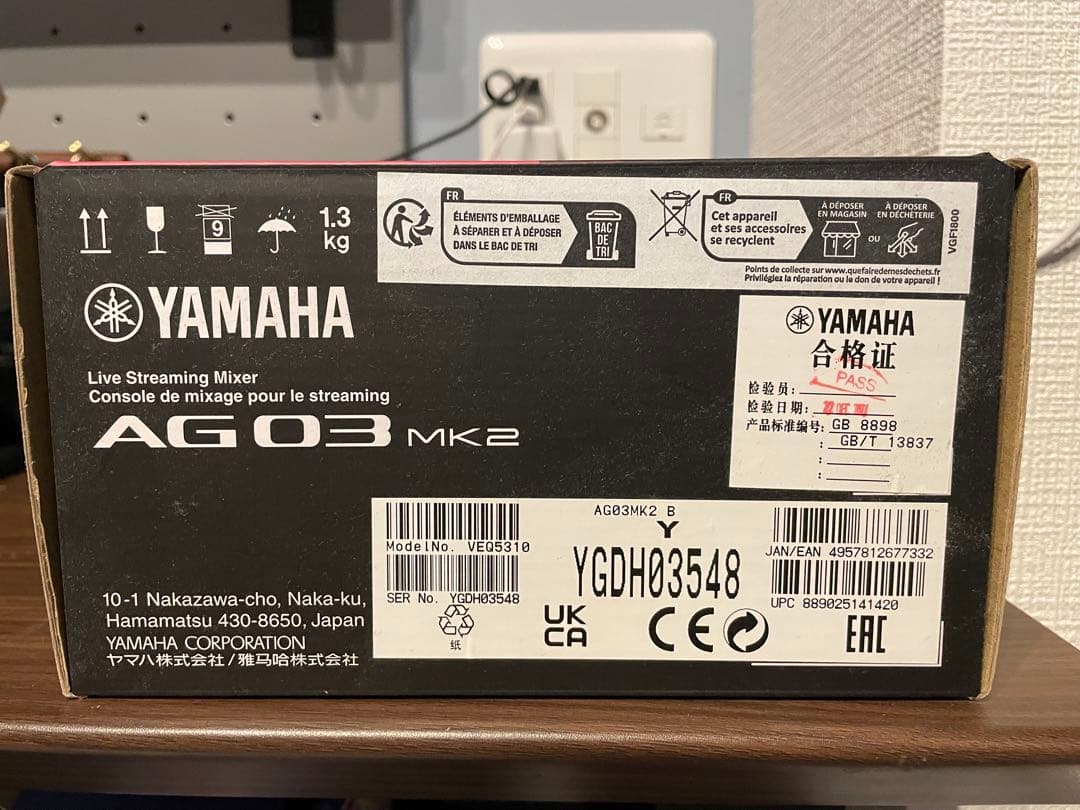 9
1.3
kg
FR
ÉLÉMENTS D'EMBALLAGE
À SÉPARER ET À DÉPOSER
DANS LE BAC DE TRI
BAC
DE
TRI
FR
Cet appareil
et ses accessoires
se recyclent
À DÉPOSER
EN MAGASIN
OU
À DÉPOSER
EN DÉCHÈTERIE
Points de collecte sur www.quefairedemesdechets.fr
Privilégiez la réparation ou le don de votre appareil !
VGF1800
YAMAHA
Live Streaming Mixer
Console de mixage pour le streaming
AG03 MK2
YAMAHA
合格证
检验员: PASS
检验日期:
产品标准编号: GB 8898
: GB/T 13837
:
:
AG03MK2 B
Y
YGDH03548
ModelNo. VEQ5310
SER No. YGDH03548
纸
JAN/EAN 4957812677332
UPC 889025141420
UK
CA
CE
EAC
10-1 Nakazawa-cho, Naka-ku,
Hamamatsu 430-8650, Japan
YAMAHA CORPORATION
ヤマハ株式会社/雅马哈株式会社